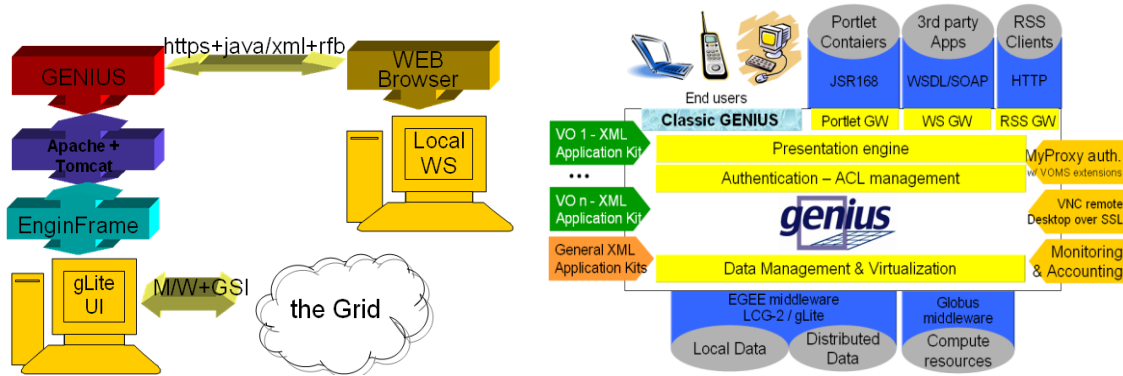 https+java/xml+rfb
GENIUS
WEB
Browser
Apache +
Tomcat
Local
WS
EnginFrame
gLite
UI
M/W+GSI
the Grid
Portlet
Contaiers
3rd party
Apps
RSS
Clients
JSR168
WSDL/SOAP
HTTP
End users
Classic GENIUS
Portlet GW
WS GW
RSS GW
VO 1 - XML
Application Kit
...
VO n - XML
Application Kit
General XML
Application Kits
Presentation engine
Authentication – ACL management
genius
Data Management & Virtualization
MyProxy auth.
w/ VOMS extensions
VNC remote
Desktop over SSL
Monitoring
& Accounting
EGEE middleware
LCG-2 / gLite
Globus
middleware
Local Data
Distributed
Data
Compute
resources